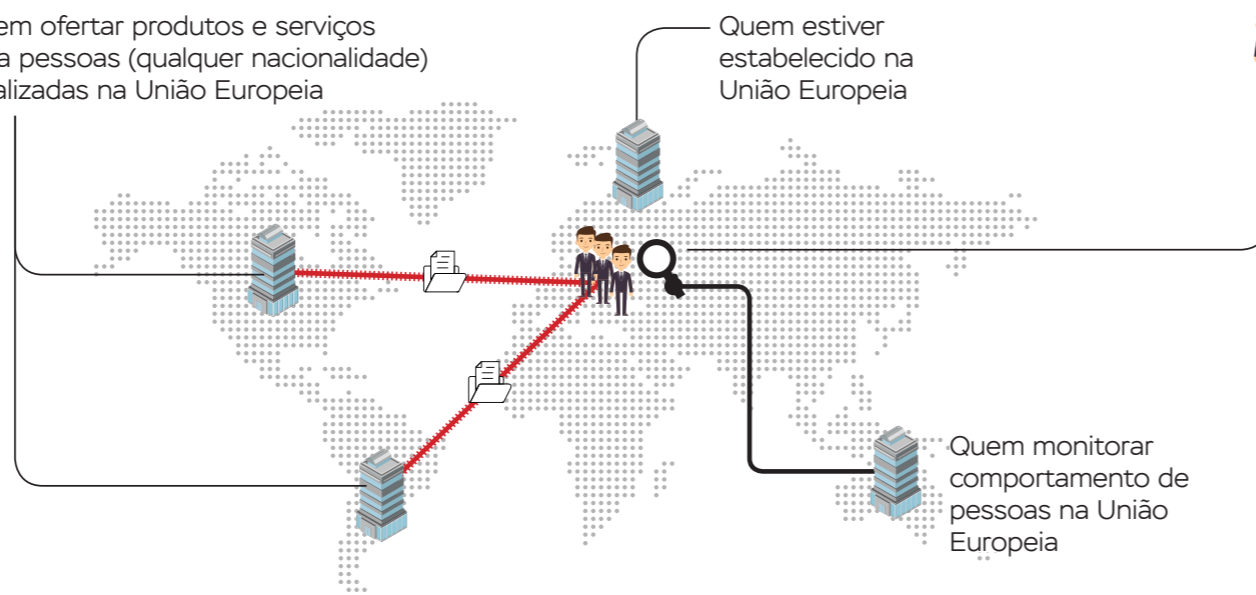 em ofertar produtos e serviços
a pessoas (qualquer nacionalidade)
alizadas na União Europeia
Quem estiver
estabelecido na
União Europeia
Quem monitorar
comportamento de
pessoas na União
Europeia